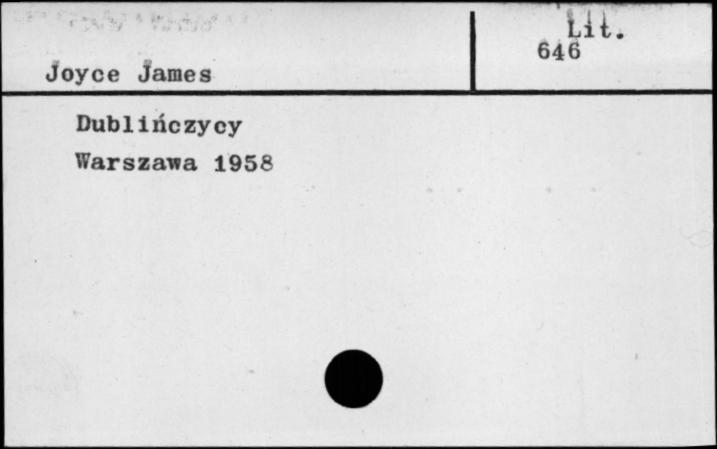 Lit.
646
Joyce James
Dublińczycy
Warszawa 1958